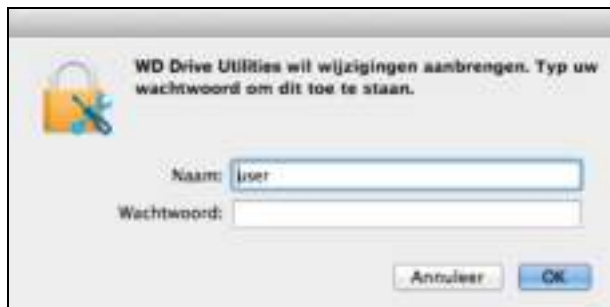 WD Drive Utilities wil wijzigingen aanbrengen. Typ uw
wachtwoord om dit toe te staan.
Naam: user
Wachtwoord:
Annuleer OK